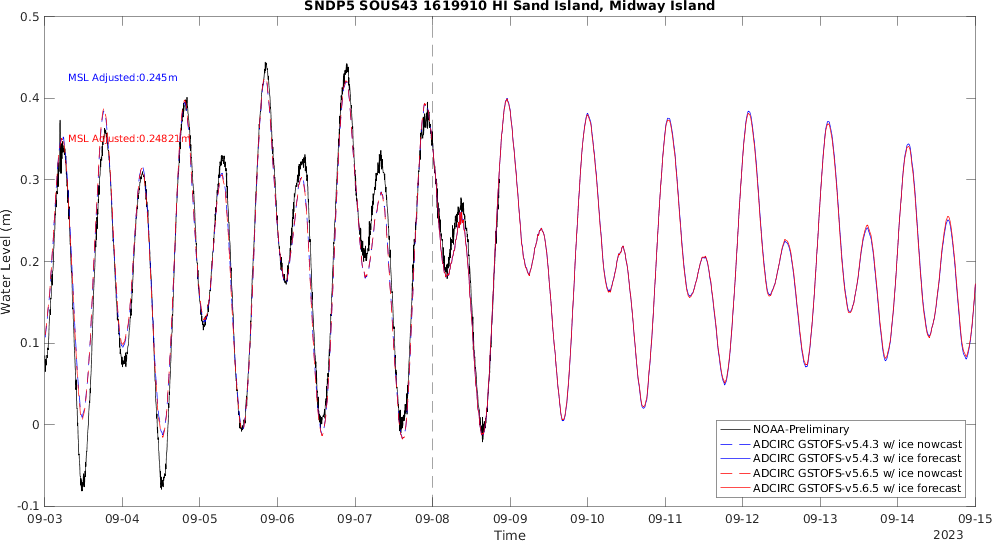 SNDP5 SOUS43 1619910 HI Sand Island, Midway Island
0.5
MSL Adjusted:0.245m
0.4
MSL Adjusted:0.24821m
0.3
Water Level (m)
0.2
0.1
0
-0.1
NOAA-Preliminary
ADCIRC GSTOFS-v5.4.3 w/ ice nowcast
ADCIRC GSTOFS-v5.4.3 w/ ice forecast
ADCIRC GSTOFS-v5.6.5 w/ ice nowcast
ADCIRC GSTOFS-v5.6.5 w/ ice forecast
09-03 09-04 09-05 09-06 09-07 09-08 09-09 09-10 09-11 09-12 09-13 09-14 09-15
Time
2023